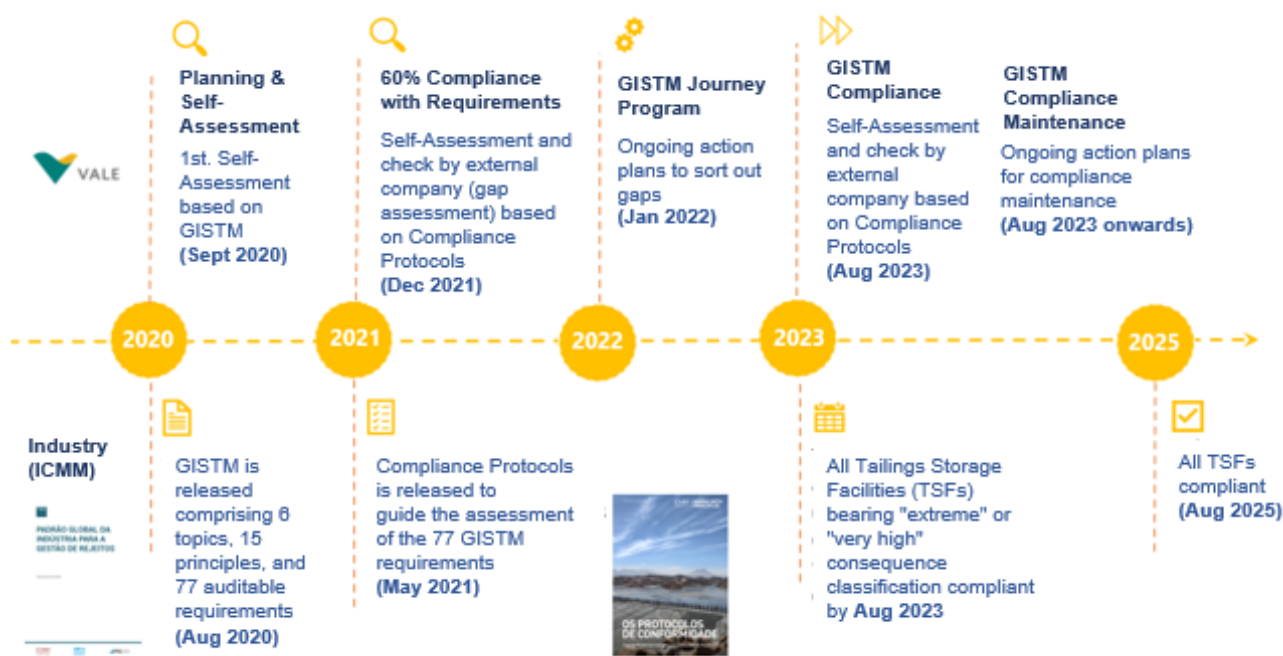 Planning &
Self-
Assessment
1st. Self-
Assessment
based on
GISTM
(Sept 2020)
60% Compliance
with Requirements
Self-Assessment and
check by external
company (gap
assessment) based
on Compliance
Protocols
(Dec 2021)
GISTM Journey
Program
Ongoing action
plans to sort out
gaps
(Jan 2022)
GISTM
Compliance
Self-Assessment
and check by
external
company based
on Compliance
Protocols
(Aug 2023)
GISTM
Compliance
Maintenance
Ongoing action plans
for compliance
maintenance
(Aug 2023 onwards)
VALE
2020
2021
2022
2023
2025
Industry
(ICMM)
PADRÃO GLOBAL DA
INDÚSTRIA PARA A
GESTÃO DE REJEITOS
GISTM is
released
comprising 6
topics, 15
principles, and
77 auditable
requirements
(Aug 2020)
Compliance Protocols
is released to
guide the assessment
of the 77 GISTM
requirements
(May 2021)
OS PROTOCOLOS
DE CONFORMIDADE
All Tailings Storage
Facilities (TSFs)
bearing "extreme" or
"very high"
consequence
classification compliant
by Aug 2023
All TSFs
compliant
(Aug 2025)